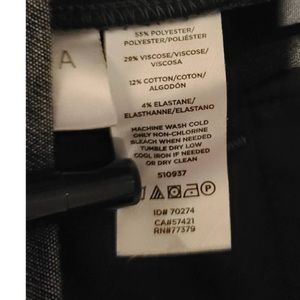 A
55% POLYESTER/
POLYESTER/POLIÉSTER
29% VISCOSE/VISCOSE/
VISCOSA
12% COTTON/COTON/
ALGODÓN
4% ELASTANE/
ELASTHANNE/ELASTANO
MACHINE WASH COLD
ONLY NON-CHLORINE
BLEACH WHEN NEEDED
TUMBLE DRY LOW
COOL IRON IF NEEDED
OR DRY CLEAN
510937
P
ID# 70274
CA#57421
RN#77379